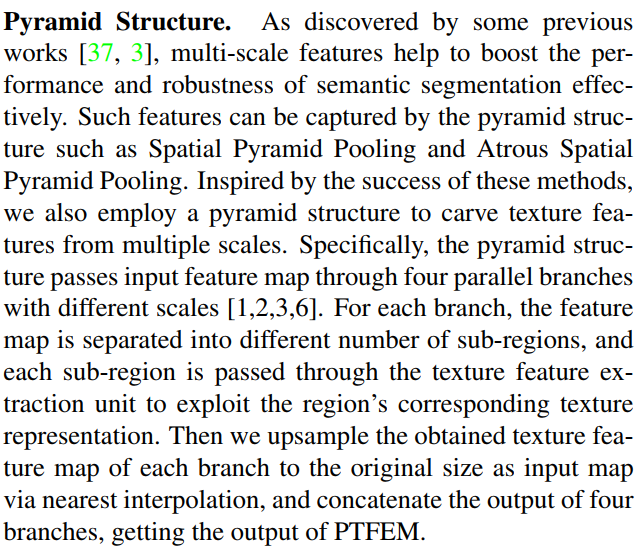 Pyramid Structure. As discovered by some previous
works [37, 3], multi-scale features help to boost the per-
formance and robustness of semantic segmentation effec-
tively. Such features can be captured by the pyramid struc-
ture such as Spatial Pyramid Pooling and Atrous Spatial
Pyramid Pooling. Inspired by the success of these methods,
we also employ a pyramid structure to carve texture fea-
tures from multiple scales. Specifically, the pyramid struc-
ture passes input feature map through four parallel branches
with different scales [1,2,3,6]. For each branch, the feature
map is separated into different number of sub-regions, and
each sub-region is passed through the texture feature ex-
traction unit to exploit the region's corresponding texture
representation. Then we upsample the obtained texture fea-
ture map of each branch to the original size as input map
via nearest interpolation, and concatenate the output of four
branches, getting the output of PTFEM.